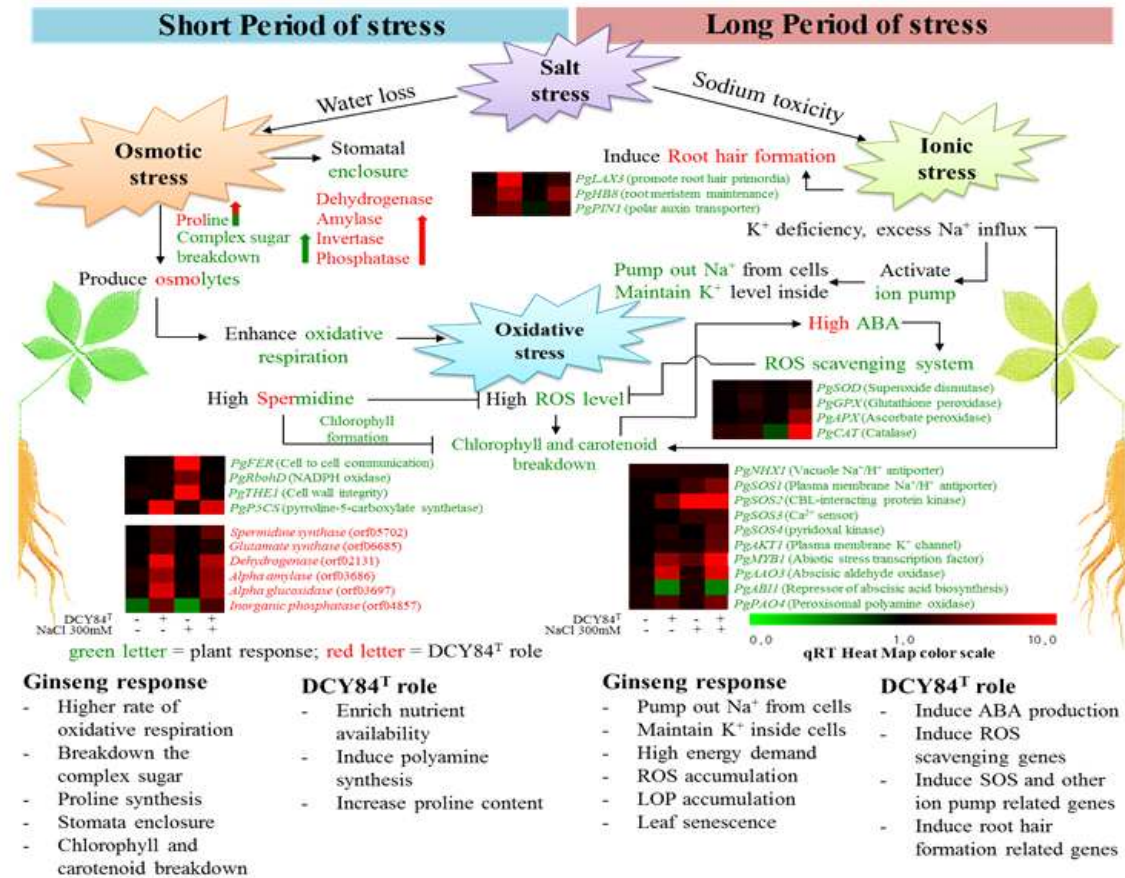 Short Period of stress
Long Period of stress
Salt
stress
Water loss
Sodium toxicity
Osmotic
stress
Stomatal
enclosure
Ionic
stress
Induce Root hair formation
PgLAX3 (promote root hair primordia)
PgHB8 (root meristem maintenance)
PgPIN1 (polar auxin transporter)
Dehydrogenase
Amylase
Invertase
Phosphatase
Proline
Complex sugar
breakdown
K⁺ deficiency, excess Na⁺ influx
Produce osmolytes
Pump out Na⁺ from cells
Maintain K⁺ level inside
Activate
ion pump
Enhance oxidative
respiration
Oxidative
stress
High ABA
ROS scavenging system
High Spermidine
High ROS level
PgSOD (Superoxide dismutase)
PgGPX (Glutathione peroxidase)
PgAPX (Ascorbate peroxidase)
PgCAT (Catalase)
Chlorophyll
formation
Chlorophyll and carotenoid
breakdown
PgFER (Cell to cell communication)
PgRbohD (NADPH oxidase)
PgTHE1 (Cell wall integrity)
PgP5CS (pyrroline-5-carboxylate synthetase)
Spermidine synthase (orf05702)
Glutamate synthase (orf06685)
Dehydrogenase (orf02131)
Alpha amylase (orf03686)
Alpha glucosidase (orf03697)
Inorganic phosphatase (orf04857)
DCY84ᵀ - + - +
NaCl 300mM - - + +
PgNHX1 (Vacuole Na⁺/H⁺ antiporter)
PgSOS1 (Plasma membrane Na⁺/H⁺ antiporter)
PgSOS2 (CBL-interacting protein kinase)
PgSOS3 (Ca²⁺ sensor)
PgSOS4 (pyridoxal kinase)
PgAKT1 (Plasma membrane K⁺ channel)
PgMYB1 (Abiotic stress transcription factor)
PgAAO3 (Abscisic aldehyde oxidase)
PgABI1 (Repressor of abscisic acid biosynthesis)
PgPAO4 (Peroxisomal polyamine oxidase)
DCY84ᵀ - + - +
NaCl 300mM - - + +
0.0 1.0 10.0
qRT Heat Map color scale
green letter = plant response; red letter = DCY84ᵀ role
Ginseng response
- Higher rate of
oxidative respiration
- Breakdown the
complex sugar
- Proline synthesis
- Stomata enclosure
- Chlorophyll and
carotenoid breakdown
DCY84ᵀ role
- Enrich nutrient
availability
- Induce polyamine
synthesis
- Increase proline content
Ginseng response
- Pump out Na⁺ from cells
- Maintain K⁺ inside cells
- High energy demand
- ROS accumulation
- LOP accumulation
- Leaf senescence
DCY84ᵀ role
- Induce ABA production
- Induce ROS
scavenging genes
- Induce SOS and other
ion pump related genes
- Induce root hair
formation related genes